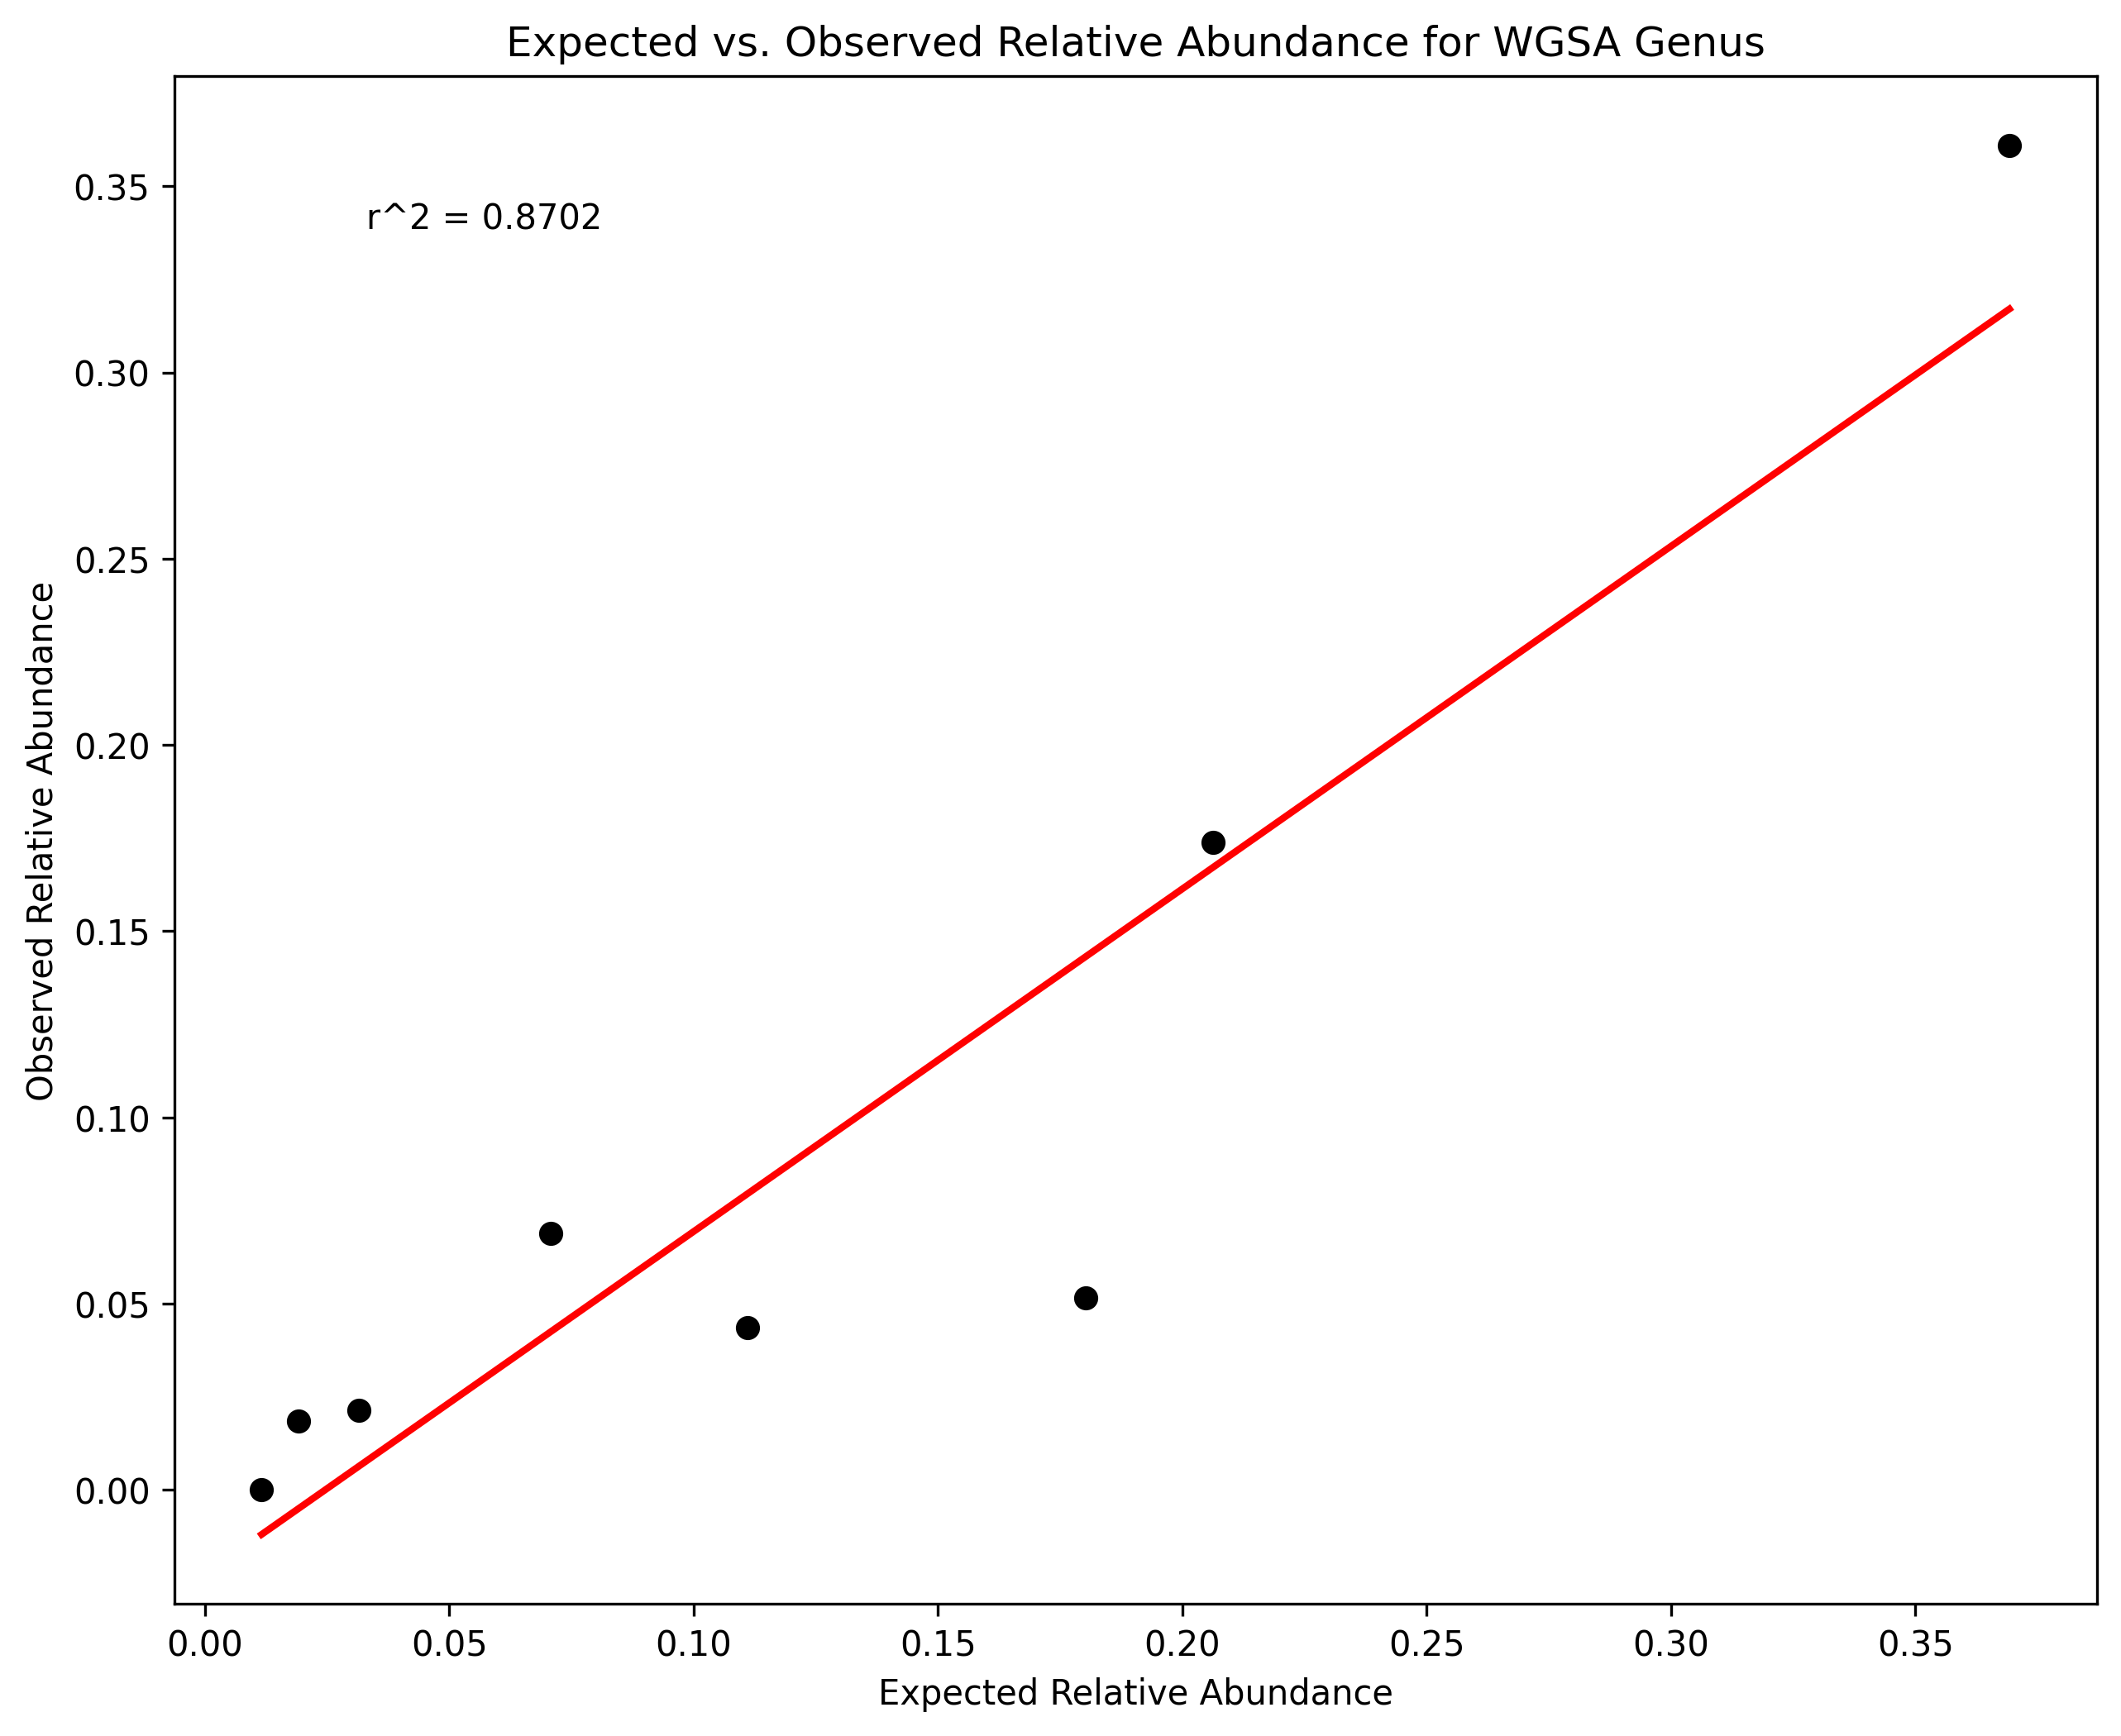 Expected vs. Observed Relative Abundance for WGSA Genus
r^2 = 0.8702
Observed Relative Abundance
0.35
0.30
0.25
0.20
0.15
0.10
0.05
0.00
0.00 0.05 0.10 0.15 0.20 0.25 0.30 0.35
Expected Relative Abundance